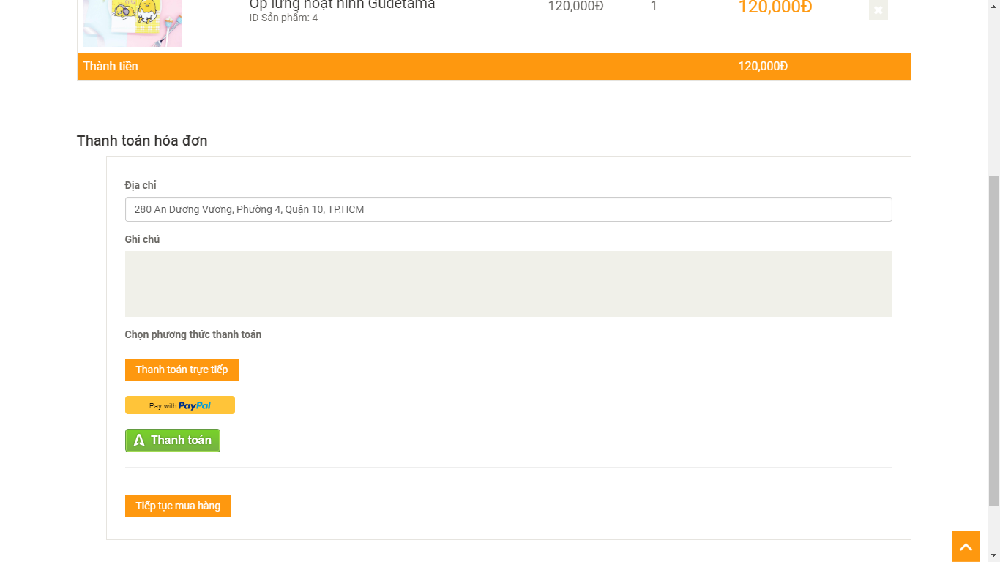 Ốp lưng hoạt hình Gudetama
120,000Đ
1
120,000Đ
ID Sản phẩm: 4
Thành tiền
120,000Đ
Thanh toán hóa đơn
Địa chỉ
280 An Dương Vương, Phường 4, Quận 10, TP.HCM
Ghi chú
Chọn phương thức thanh toán
Thanh toán trực tiếp
Pay with PayPal
Thanh toán
Tiếp tục mua hàng